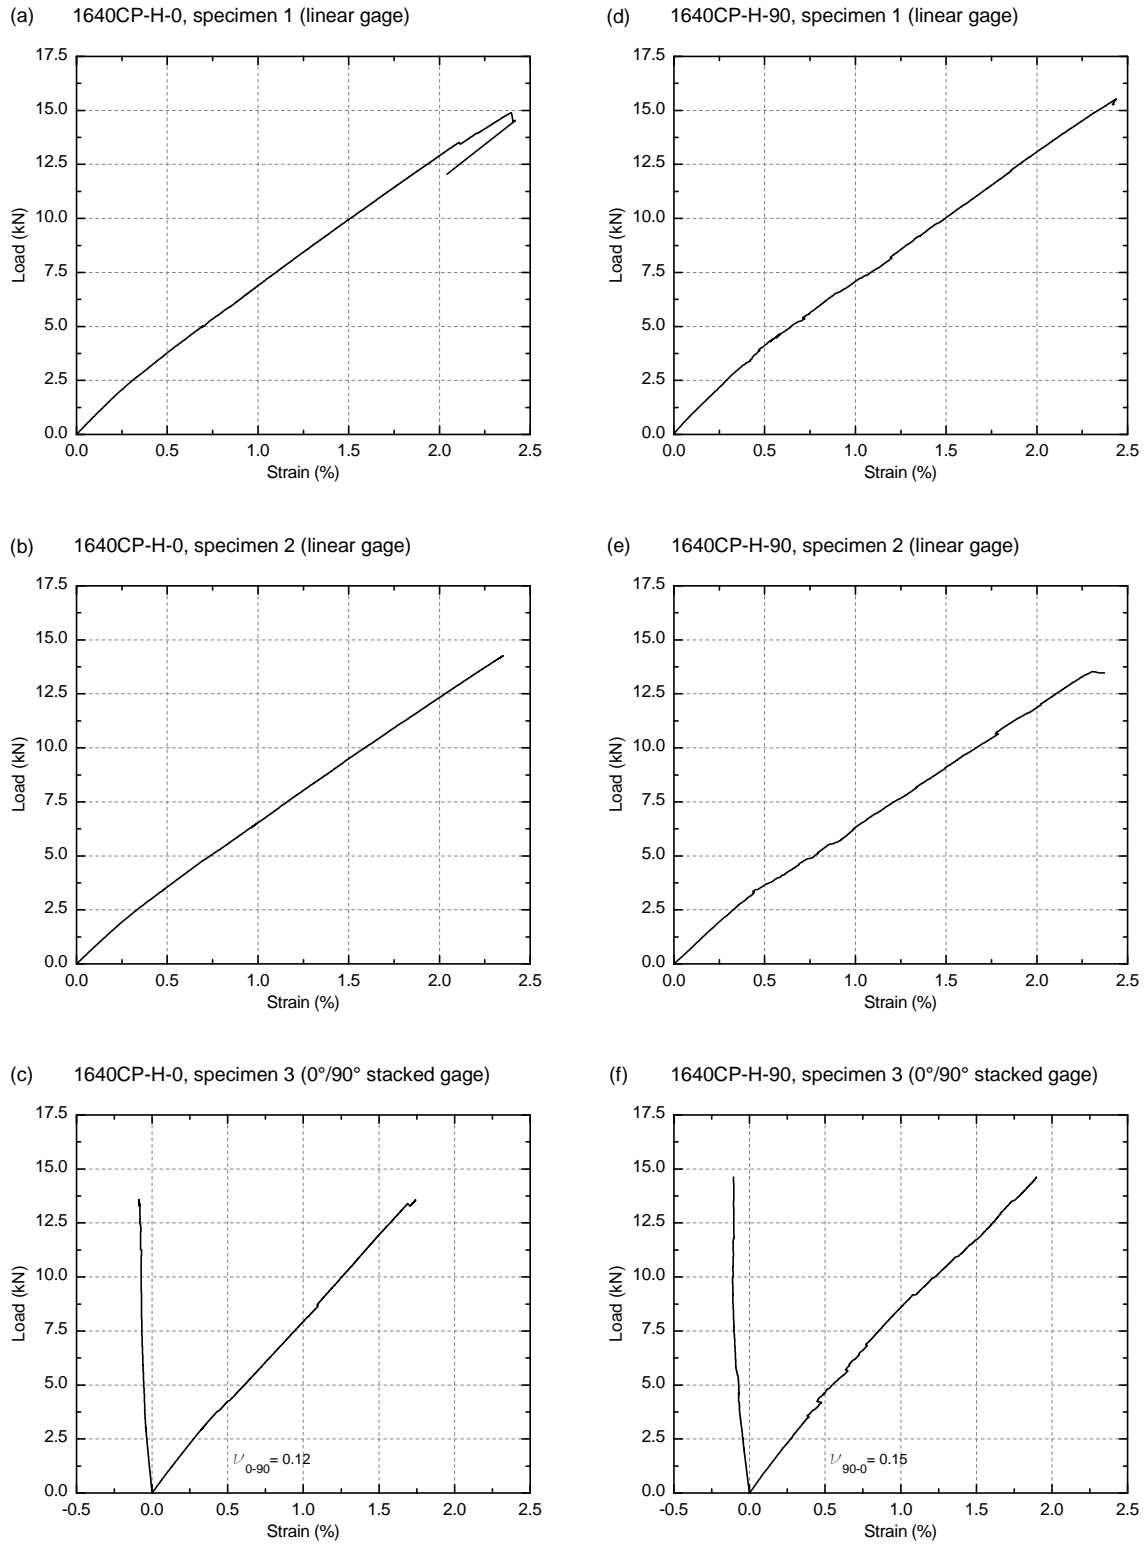 (a) 1640CP-H-0, specimen 1 (linear gage)
17.5
15.0
12.5
10.0
7.5
5.0
2.5
0.0
Load (kN)
0.0 0.5 1.0 1.5 2.0 2.5
Strain (%)
(d) 1640CP-H-90, specimen 1 (linear gage)
17.5
15.0
12.5
10.0
7.5
5.0
2.5
0.0
Load (kN)
0.0 0.5 1.0 1.5 2.0 2.5
Strain (%)
(b) 1640CP-H-0, specimen 2 (linear gage)
17.5
15.0
12.5
10.0
7.5
5.0
2.5
0.0
Load (kN)
0.0 0.5 1.0 1.5 2.0 2.5
Strain (%)
(e) 1640CP-H-90, specimen 2 (linear gage)
17.5
15.0
12.5
10.0
7.5
5.0
2.5
0.0
Load (kN)
0.0 0.5 1.0 1.5 2.0 2.5
Strain (%)
(c) 1640CP-H-0, specimen 3 (0°/90° stacked gage)
17.5
15.0
12.5
10.0
7.5
5.0
2.5
0.0
Load (kN)
ν0-90= 0.12
-0.5 0.0 0.5 1.0 1.5 2.0 2.5
Strain (%)
(f) 1640CP-H-90, specimen 3 (0°/90° stacked gage)
17.5
15.0
12.5
10.0
7.5
5.0
2.5
0.0
Load (kN)
ν90-0= 0.15
-0.5 0.0 0.5 1.0 1.5 2.0 2.5
Strain (%)